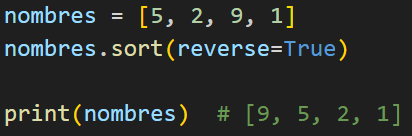 nombres = [5, 2, 9, 1]
nombres.sort(reverse=True)
print(nombres)  # [9, 5, 2, 1]